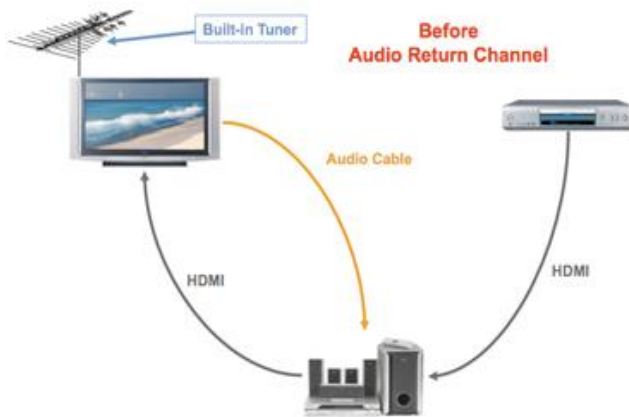 Built-in Tuner
Before
Audio Return Channel
Audio Cable
HDMI
HDMI